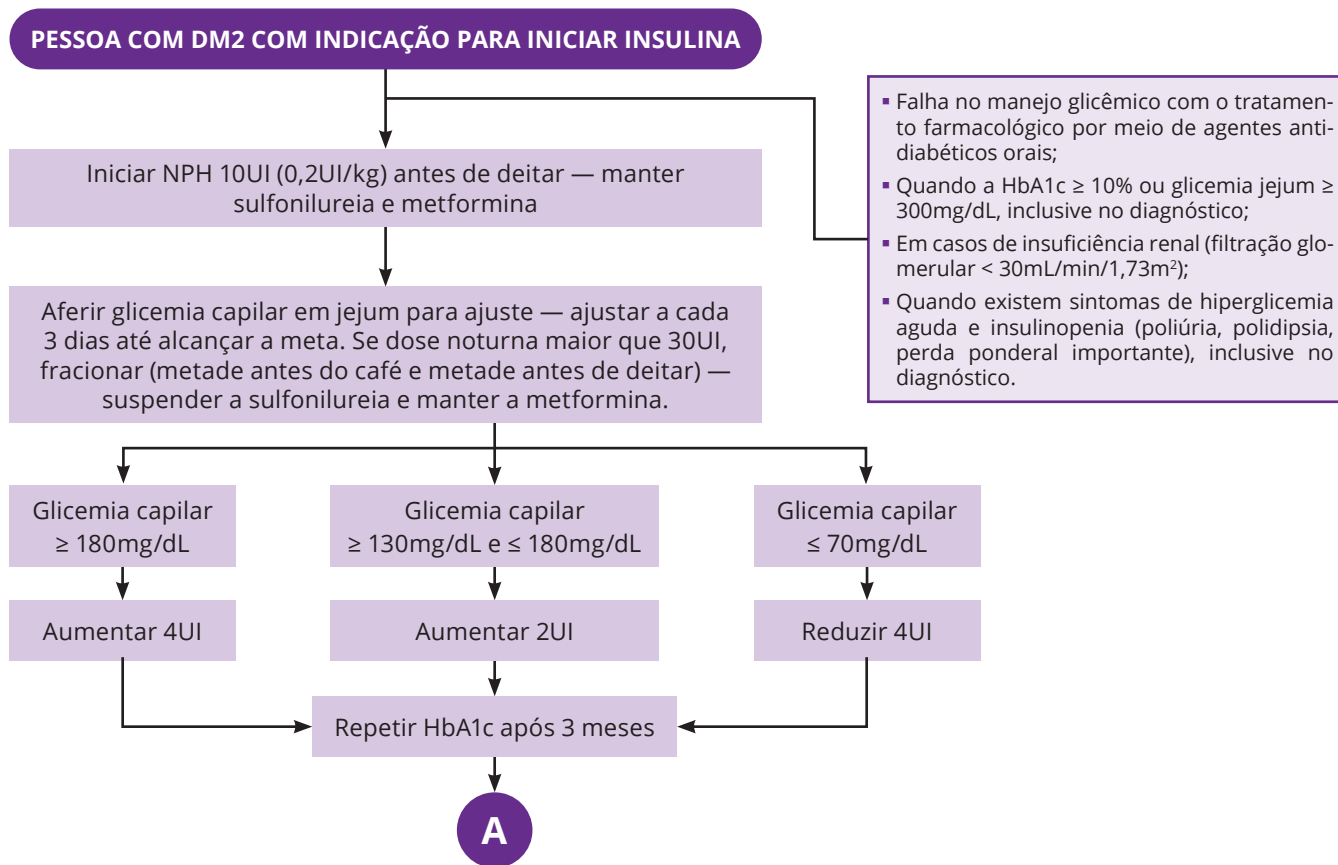 PESSOA COM DM2 COM INDICAÇÃO PARA INICIAR INSULINA
▪ Falha no manejo glicêmico com o tratamen-
to farmacológico por meio de agentes anti-
diabéticos orais;
▪ Quando a HbA1c ≥ 10% ou glicemia jejum ≥
300mg/dL, inclusive no diagnóstico;
▪ Em casos de insuficiência renal (filtração glo-
merular < 30mL/min/1,73m²);
▪ Quando existem sintomas de hiperglicemia
aguda e insulinopenia (poliúria, polidipsia,
perda ponderal importante), inclusive no
diagnóstico.
Iniciar NPH 10UI (0,2UI/kg) antes de deitar — manter
sulfonilureia e metformina
Aferir glicemia capilar em jejum para ajuste — ajustar a cada
3 dias até alcançar a meta. Se dose noturna maior que 30UI,
fracionar (metade antes do café e metade antes de deitar) —
suspender a sulfonilureia e manter a metformina.
Glicemia capilar
≥ 180mg/dL
Glicemia capilar
≥ 130mg/dL e ≤ 180mg/dL
Glicemia capilar
≤ 70mg/dL
Aumentar 4UI
Aumentar 2UI
Reduzir 4UI
Repetir HbA1c após 3 meses
A